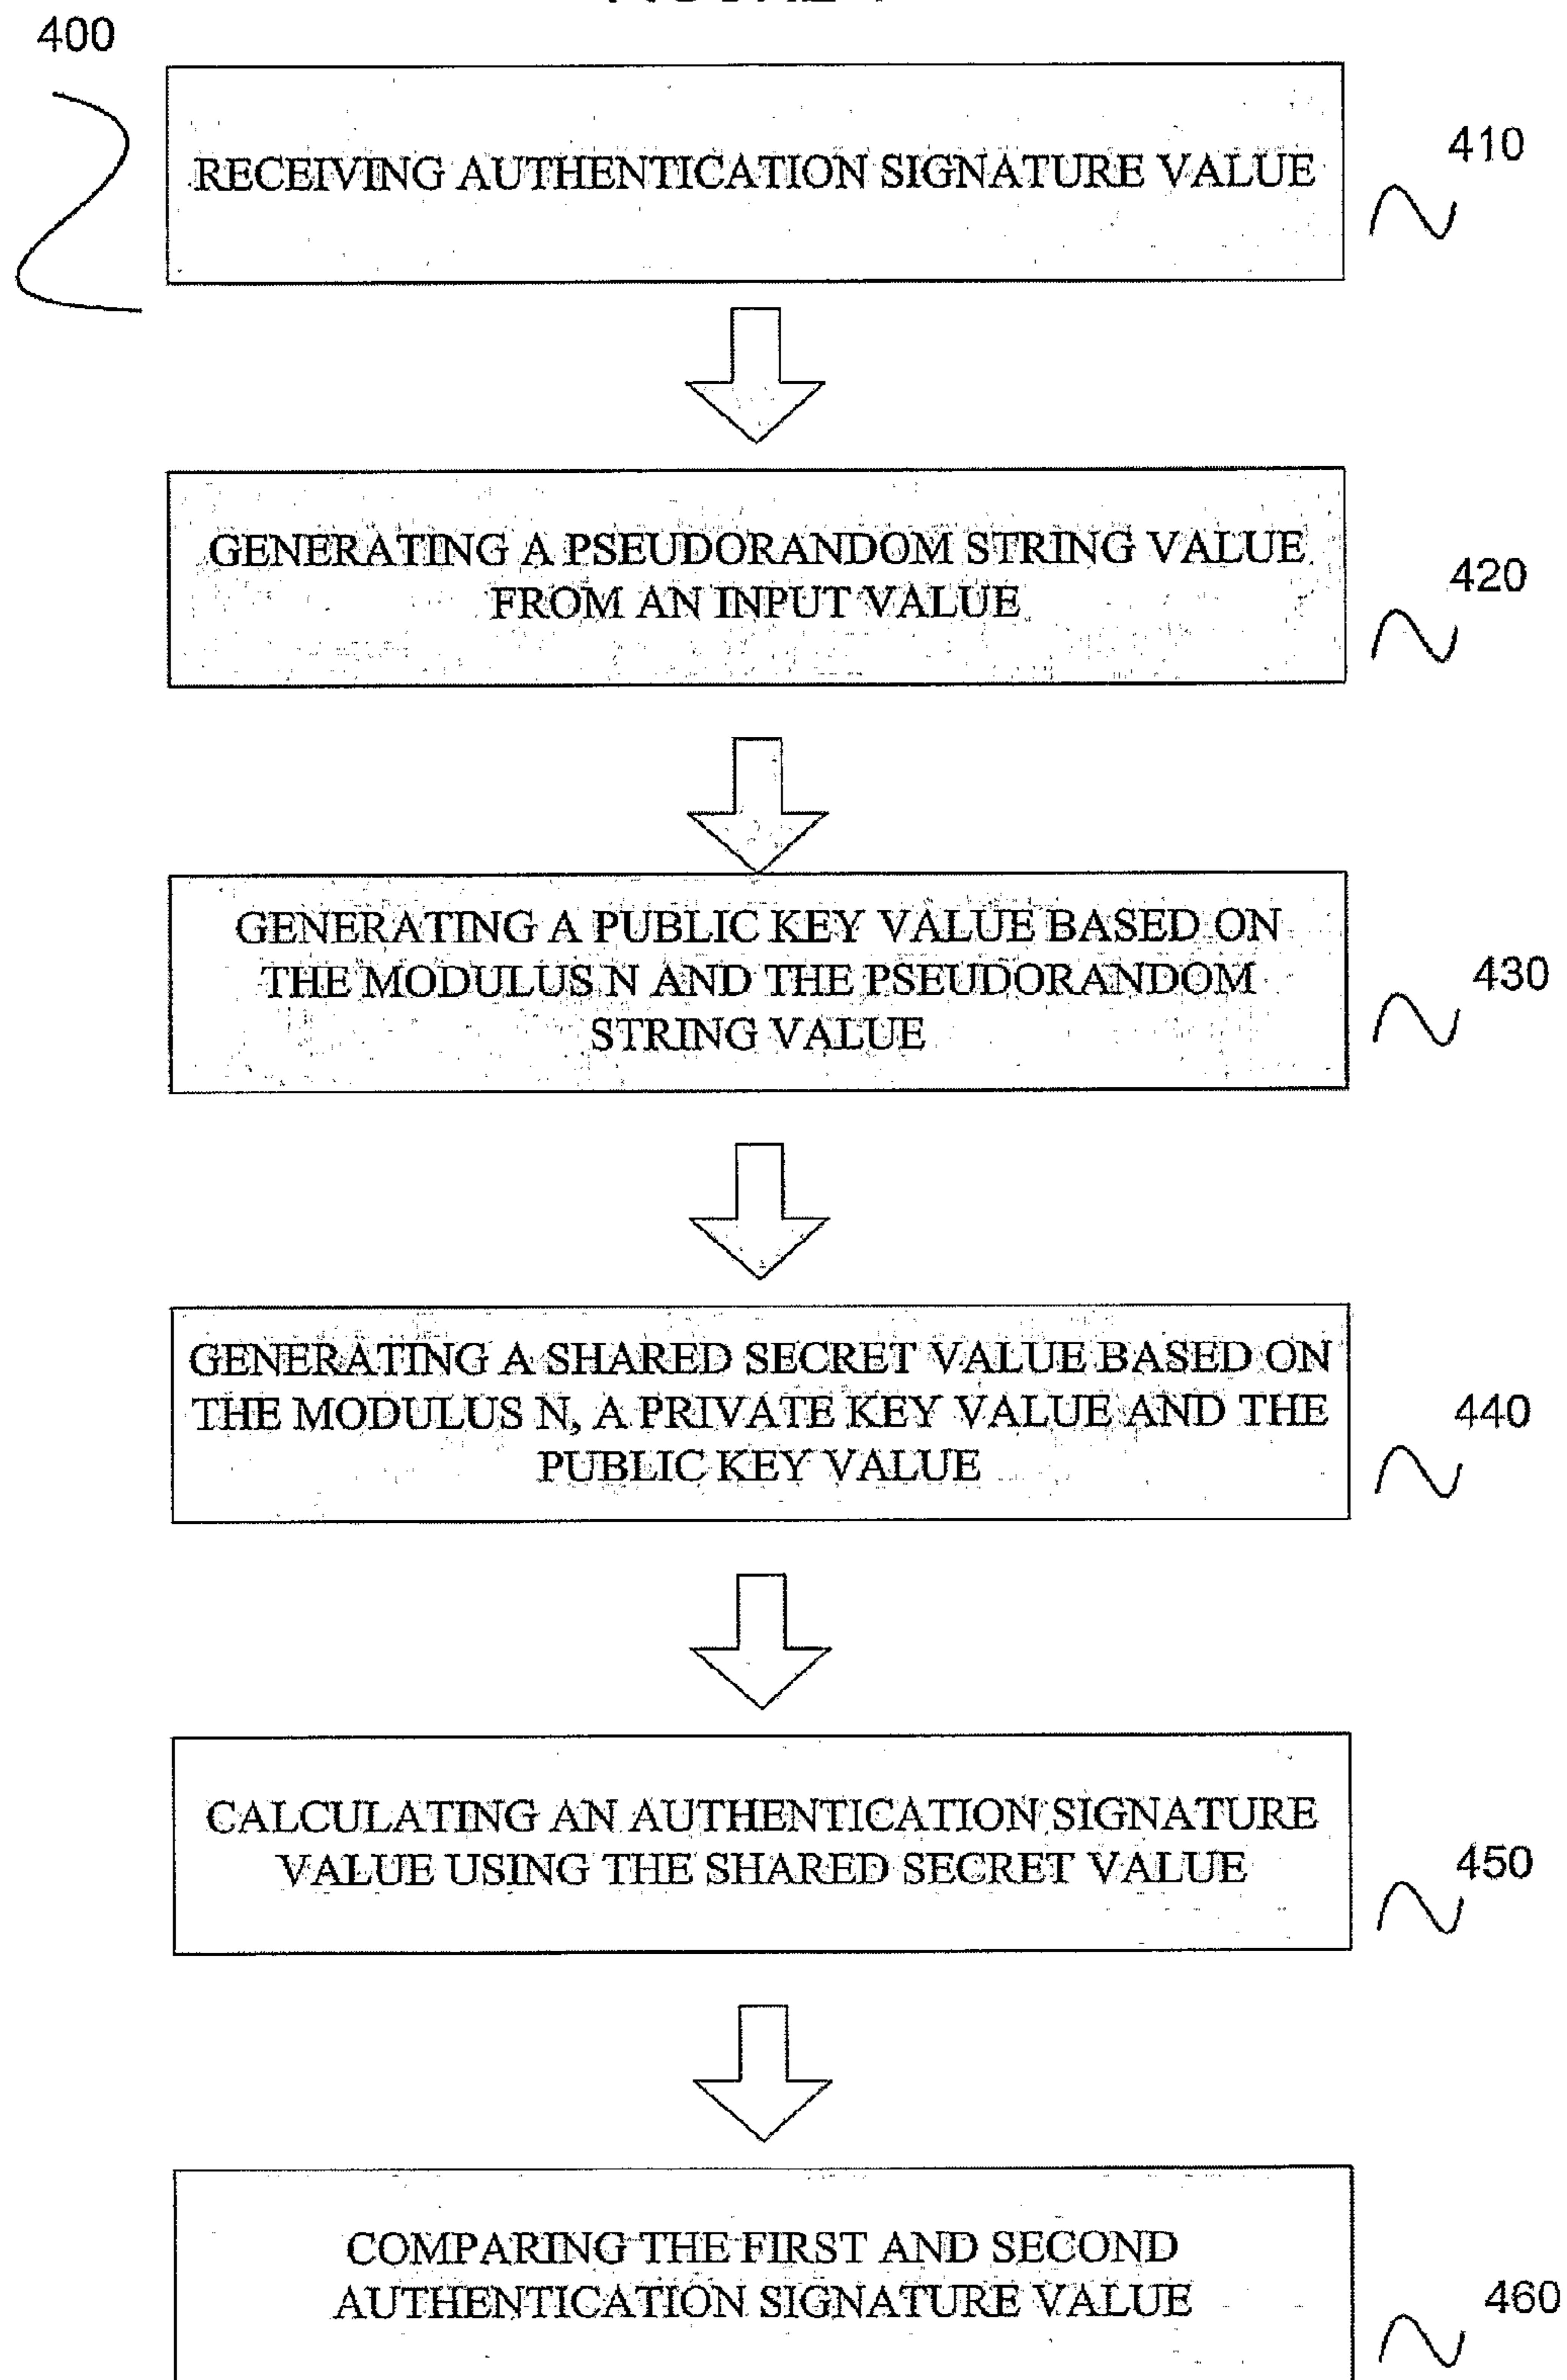 400
RECEIVING AUTHENTICATION SIGNATURE VALUE
410
GENERATING A PSEUDORANDOM STRING VALUE
FROM AN INPUT VALUE
420
GENERATING A PUBLIC KEY VALUE BASED ON
THE MODULUS N AND THE PSEUDORANDOM
STRING VALUE
430
GENERATING A SHARED SECRET VALUE BASED ON
THE MODULUS N, A PRIVATE KEY VALUE AND THE
PUBLIC KEY VALUE
440
CALCULATING AN AUTHENTICATION SIGNATURE
VALUE USING THE SHARED SECRET VALUE
450
COMPARING THE FIRST AND SECOND
AUTHENTICATION SIGNATURE VALUE
460